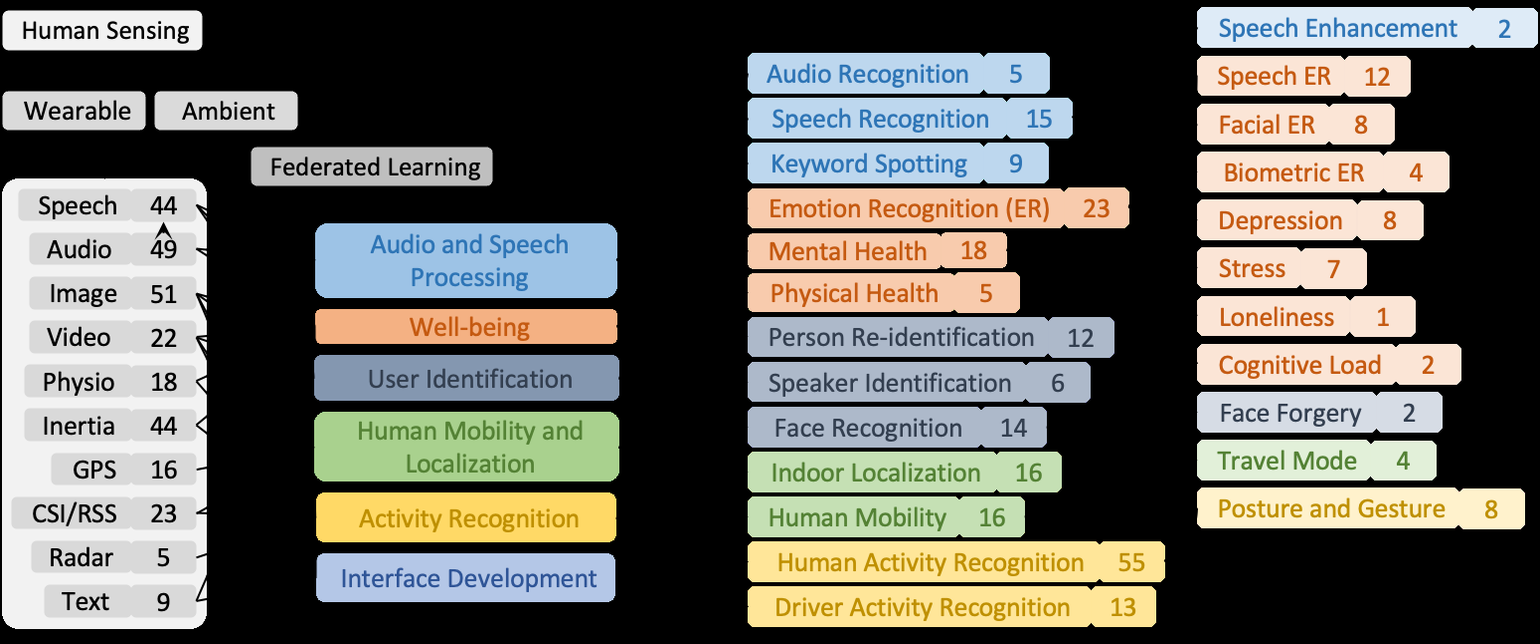 Human Sensing
Wearable
Ambient
Federated Learning
Speech 44
Audio 49
Image 51
Video 22
Physio 18
Inertia 44
GPS 16
CSI/RSS 23
Radar 5
Text 9
Audio and Speech
Processing
Well-being
User Identification
Human Mobility and
Localization
Activity Recognition
Interface Development
Audio Recognition 5
Speech Recognition 15
Keyword Spotting 9
Emotion Recognition (ER) 23
Mental Health 18
Physical Health 5
Person Re-identification 12
Speaker Identification 6
Face Recognition 14
Indoor Localization 16
Human Mobility 16
Human Activity Recognition 55
Driver Activity Recognition 13
Speech Enhancement 2
Speech ER 12
Facial ER 8
Biometric ER 4
Depression 8
Stress 7
Loneliness 1
Cognitive Load 2
Face Forgery 2
Travel Mode 4
Posture and Gesture 8